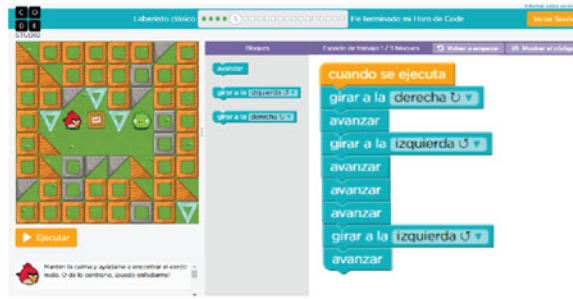 CODE
STUDIO
Laberinto clásico
5
He terminado mi Hora de Code
Iniciar Sesión
Bloques
Espacio de trabajo: 1 / 9 bloques
Volver a empezar
Mostrar el código
avanzar
girar a la izquierda ↺ ▼
girar a la derecha ↻ ▼
cuando se ejecuta
girar a la derecha ↻ ▼
avanzar
girar a la izquierda ↺ ▼
avanzar
avanzar
avanzar
girar a la izquierda ↺ ▼
avanzar
Ejecutar
Mantén la calma y ayúdame a encontrar el cerdo
malo. O de lo contrario, ¡puedo enfadarme!